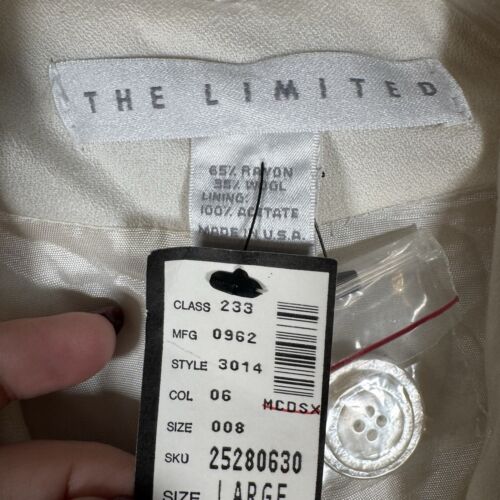 THE LIMITED
65% RAYON
35% WOOL
LINING:
100% ACETATE
MADE IN U.S.A.
CLASS 233
MFG 0962
STYLE 3014
COL 06
MCDSX
SIZE 008
SKU 25280630
SIZE LARGE